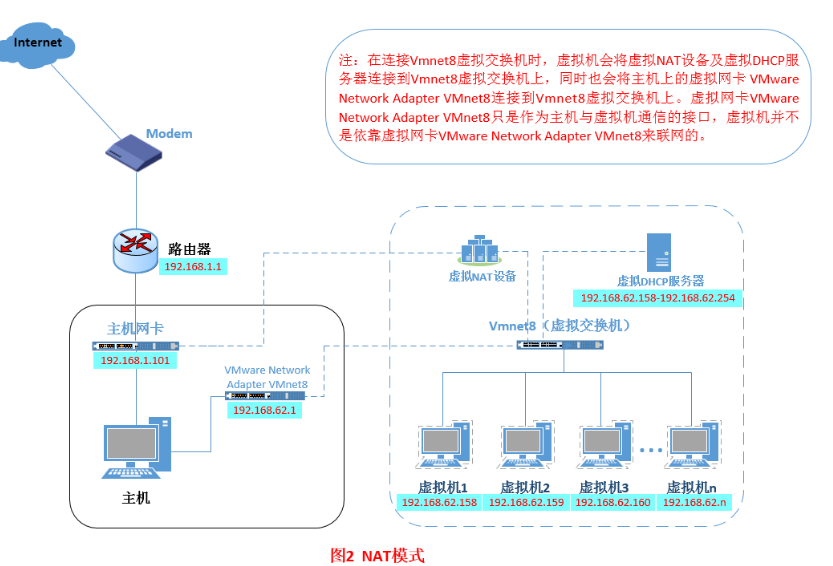 Internet
注：在连接Vmnet8虚拟交换机时，虚拟机会将虚拟NAT设备及虚拟DHCP服
务器连接到Vmnet8虚拟交换机上，同时也会将主机上的虚拟网卡 VMware
Network Adapter VMnet8连接到Vmnet8虚拟交换机上。虚拟网卡VMware
Network Adapter VMnet8只是作为主机与虚拟机通信的接口，虚拟机并不
是依靠虚拟网卡VMware Network Adapter VMnet8来联网的。
Modem
路由器
192.168.1.1
虚拟NAT设备
虚拟DHCP服务器
192.168.62.158-192.168.62.254
主机网卡
192.168.1.101
Vmnet8（虚拟交换机）
VMware Network
Adapter VMnet8
192.168.62.1
主机
虚拟机1
192.168.62.158
虚拟机2
192.168.62.159
虚拟机3
192.168.62.160
...
虚拟机n
192.168.62.n
图2 NAT模式